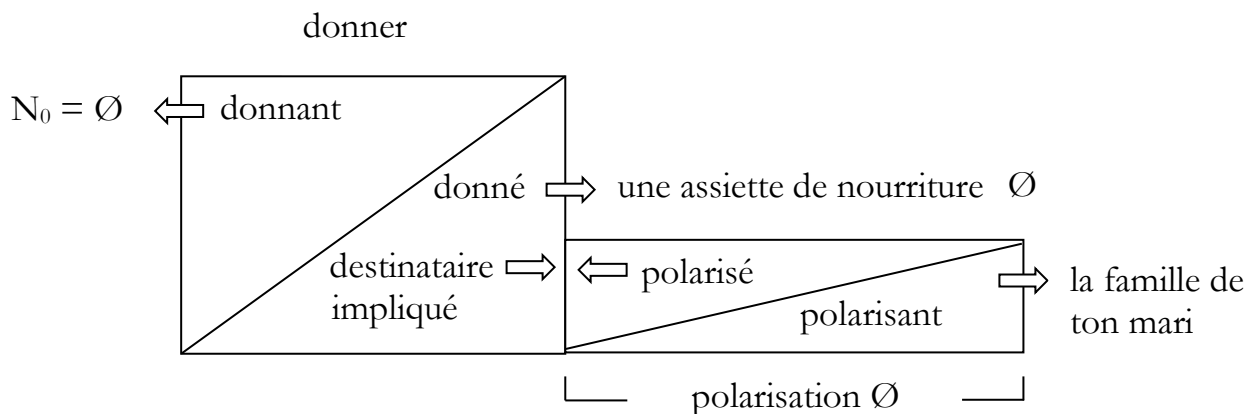 donner
N₀ = Ø donnant
donné une assiette de nourriture Ø
destinataire polarisé la famille de
impliqué polarisant ton mari
polarisation Ø